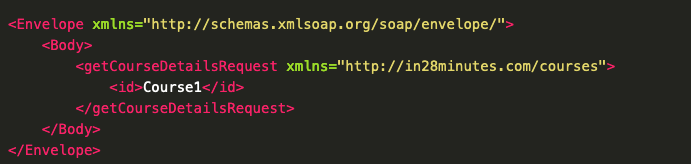 <Envelope xmlns="http://schemas.xmlsoap.org/soap/envelope/">
    <Body>
        <getCourseDetailsRequest xmlns="http://in28minutes.com/courses">
            <id>Course1</id>
        </getCourseDetailsRequest>
    </Body>
</Envelope>